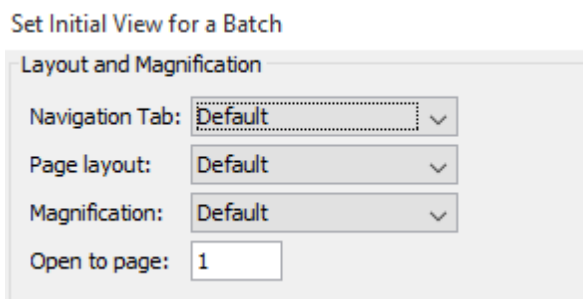 Set Initial View for a Batch
Layout and Magnification
Navigation Tab: Default
Page layout: Default
Magnification: Default
Open to page: 1